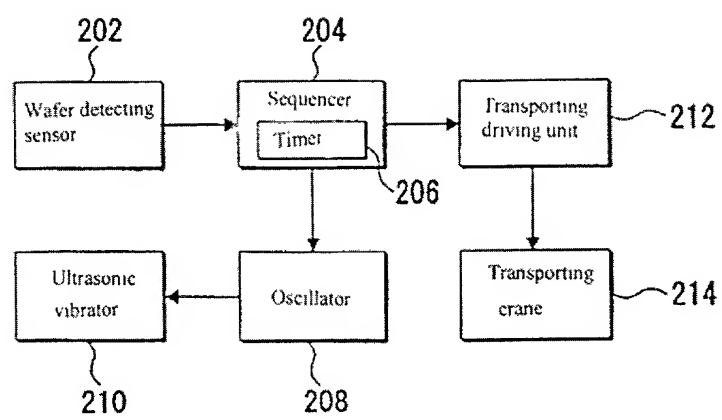 202
204
Wafer detecting
sensor
Sequencer
Timer
Transporting
driving unit
212
206
Ultrasonic
vibrator
Oscillator
Transporting
crane
214
210
208